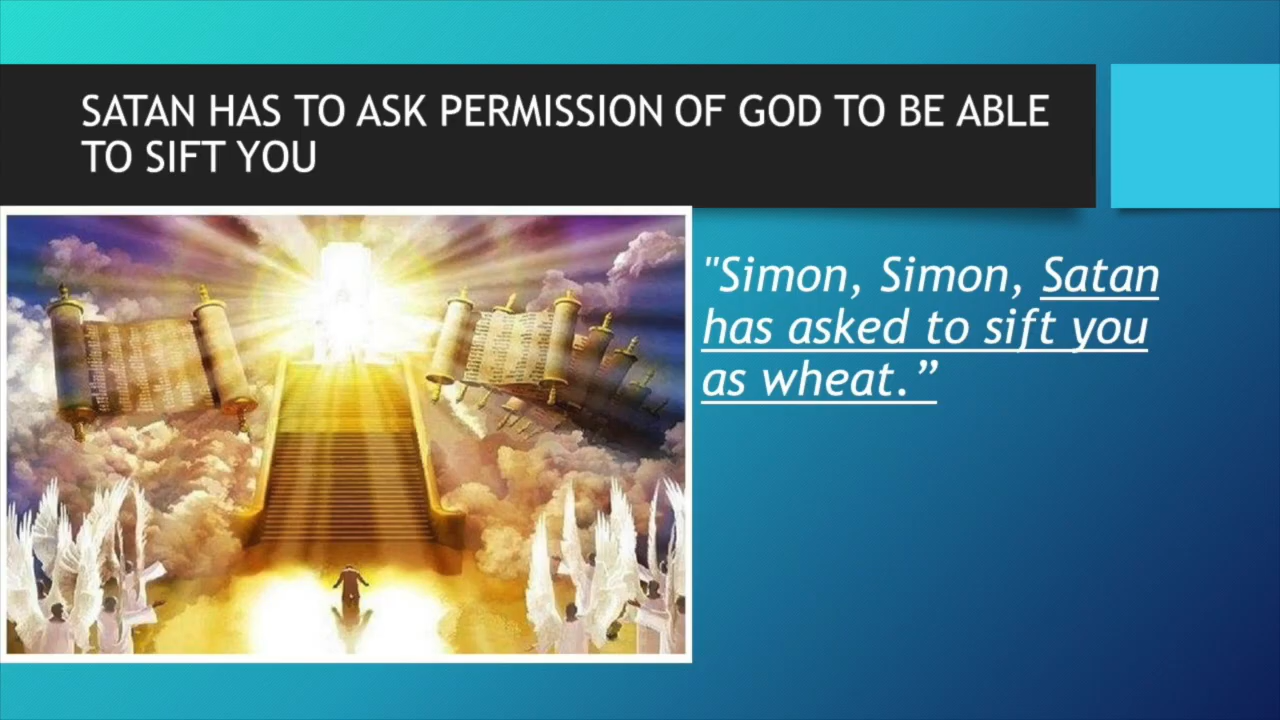 SATAN HAS TO ASK PERMISSION OF GOD TO BE ABLE
TO SIFT YOU
"Simon, Simon, Satan
has asked to sift you
as wheat.”